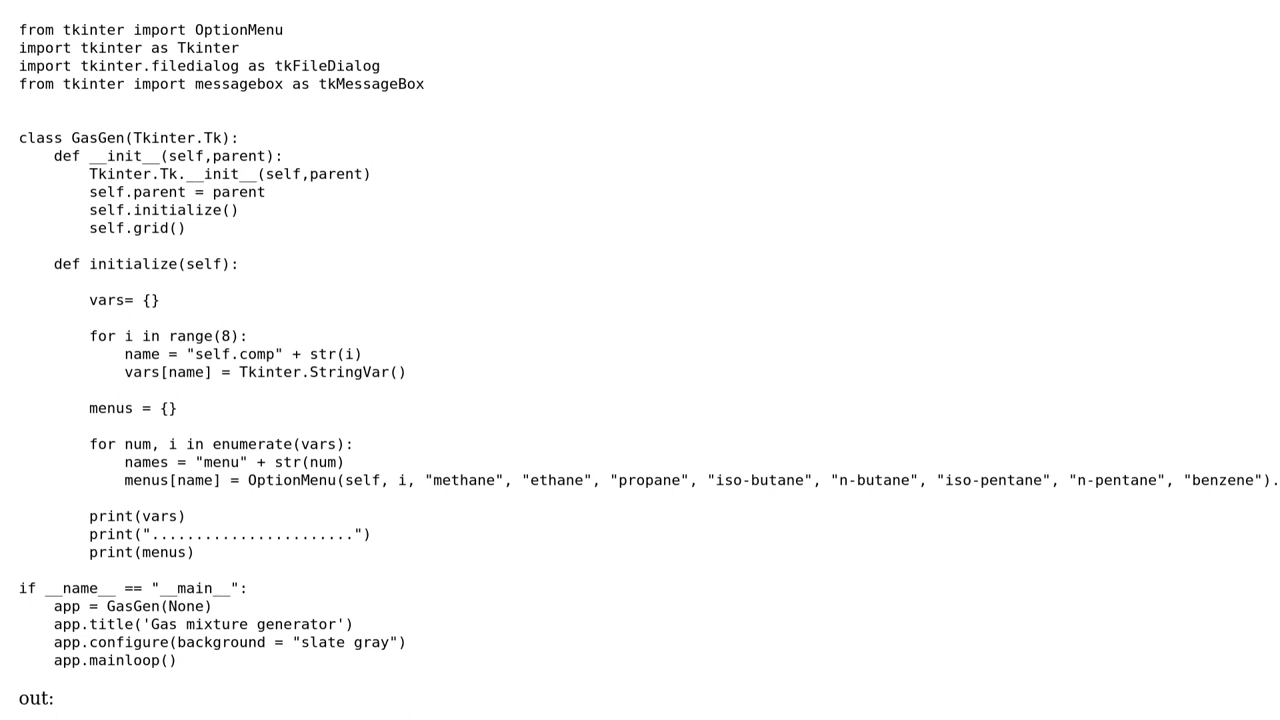 from tkinter import OptionMenu
import tkinter as Tkinter
import tkinter.filedialog as tkFileDialog
from tkinter import messagebox as tkMessageBox
class GasGen(Tkinter.Tk):
    def __init__(self,parent):
        Tkinter.Tk.__init__(self,parent)
        self.parent = parent
        self.initialize()
        self.grid()
    def initialize(self):
        vars= {}
        for i in range(8):
            name = "self.comp" + str(i)
            vars[name] = Tkinter.StringVar()
        menus = {}
        for num, i in enumerate(vars):
            names = "menu" + str(num)
            menus[name] = OptionMenu(self, i, "methane", "ethane", "propane", "iso-butane", "n-butane", "iso-pentane", "n-pentane", "benzene").
        print(vars)
        print(".......................")
        print(menus)
if __name__ == "__main__":
    app = GasGen(None)
    app.title('Gas mixture generator')
    app.configure(background = "slate gray")
    app.mainloop()
out: